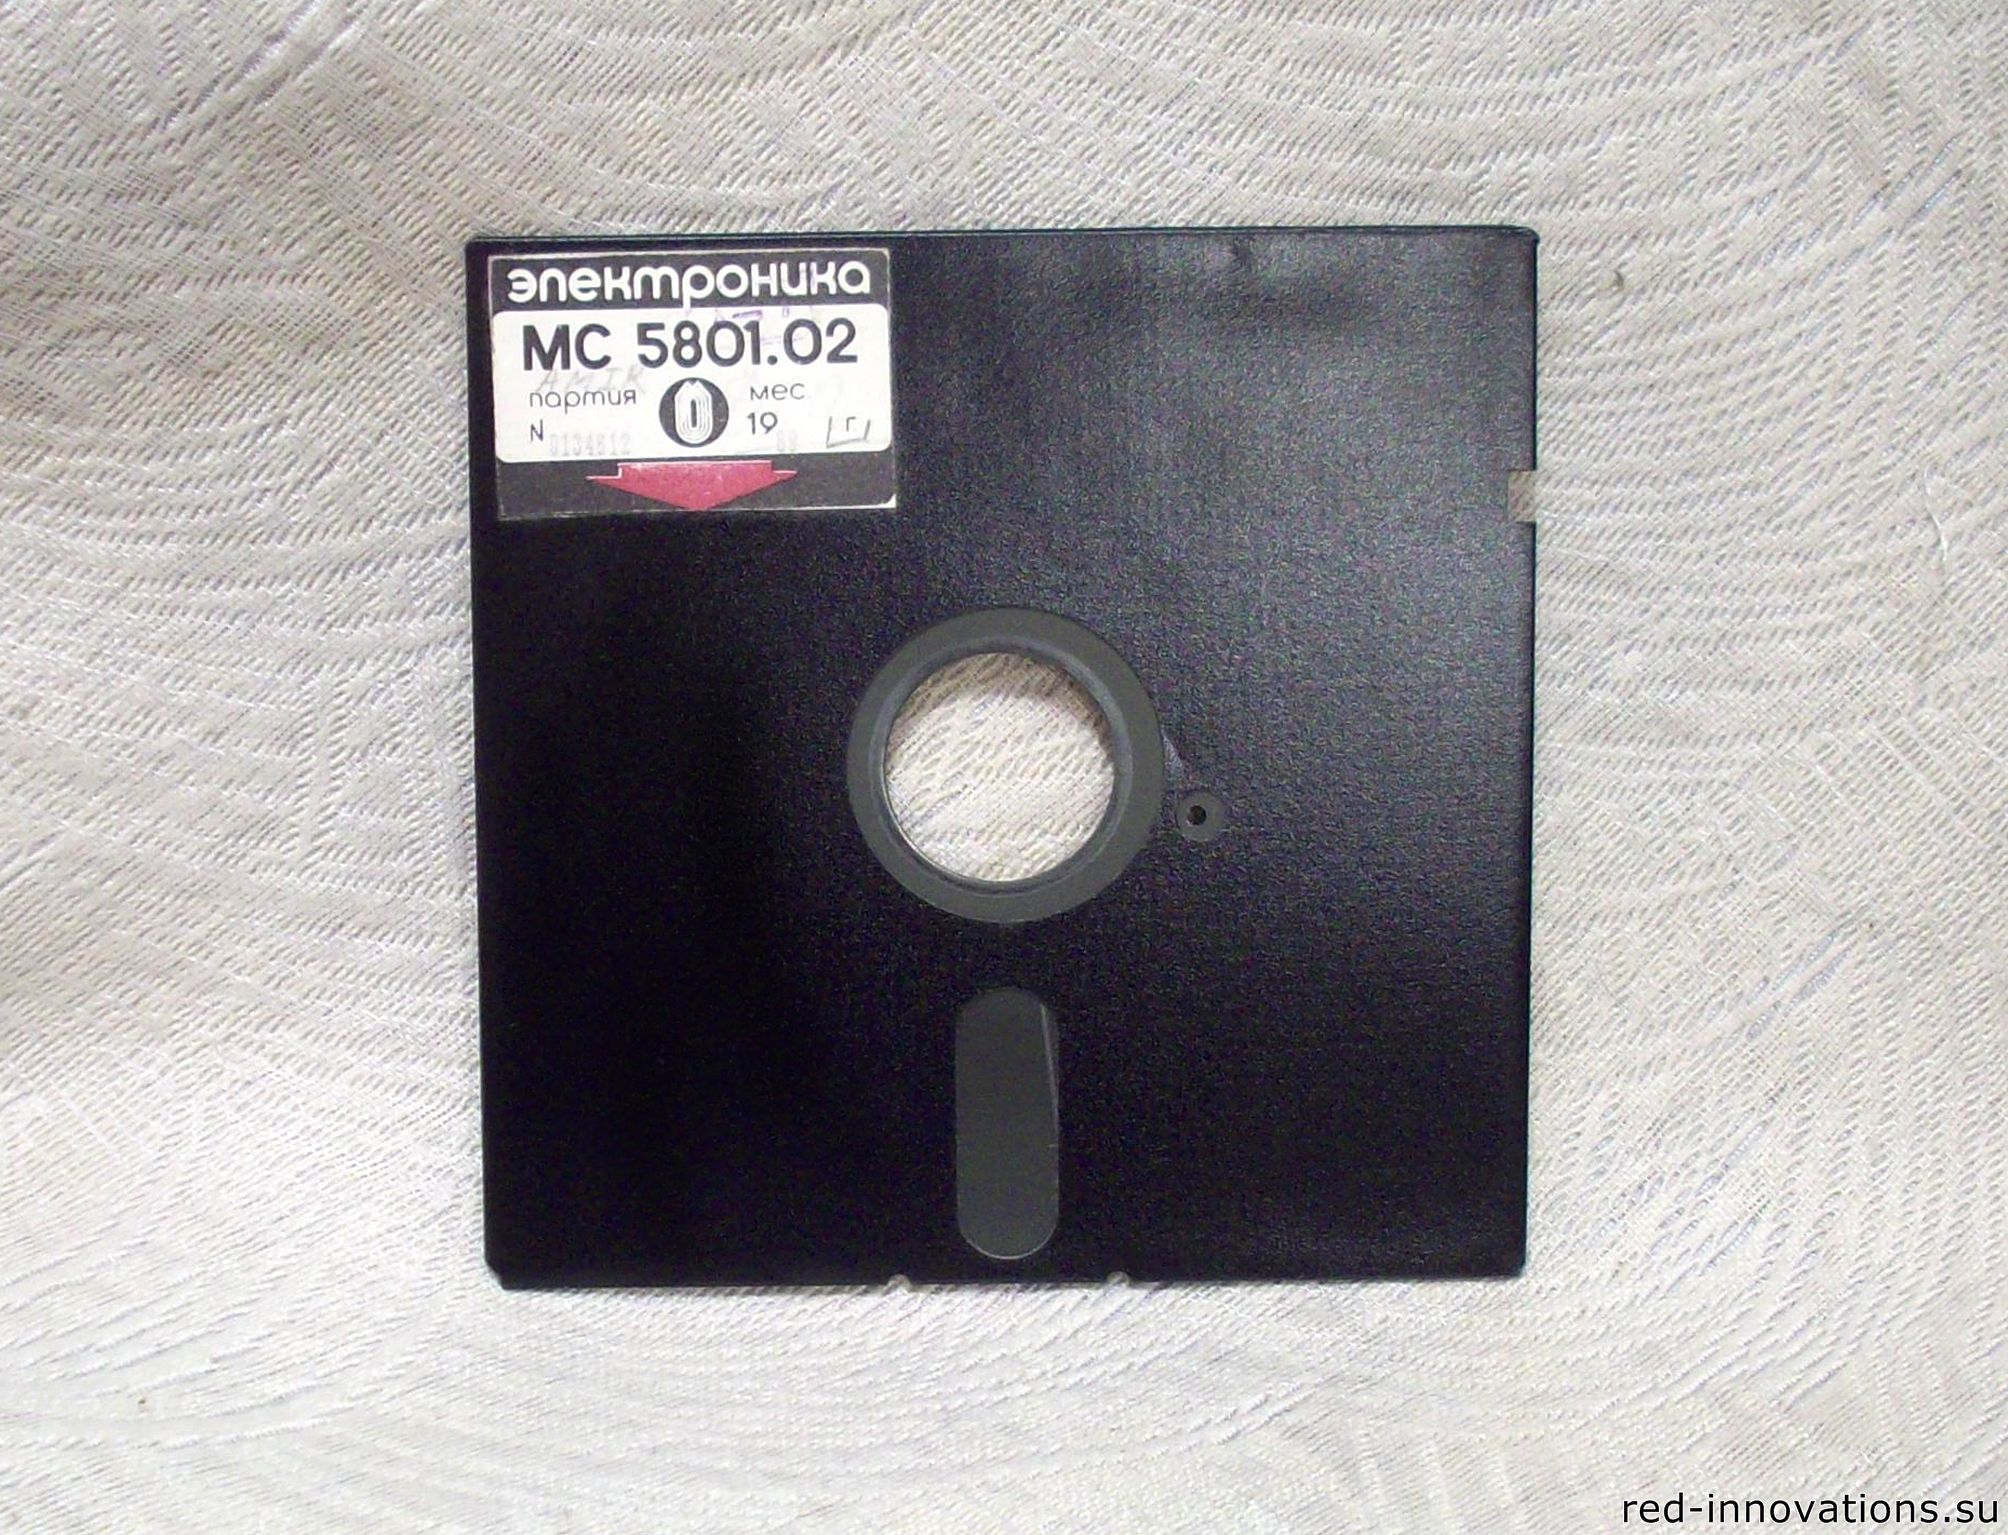 электроника
МС 5801.02
партия мес
N 19 г.
red-innovations.su